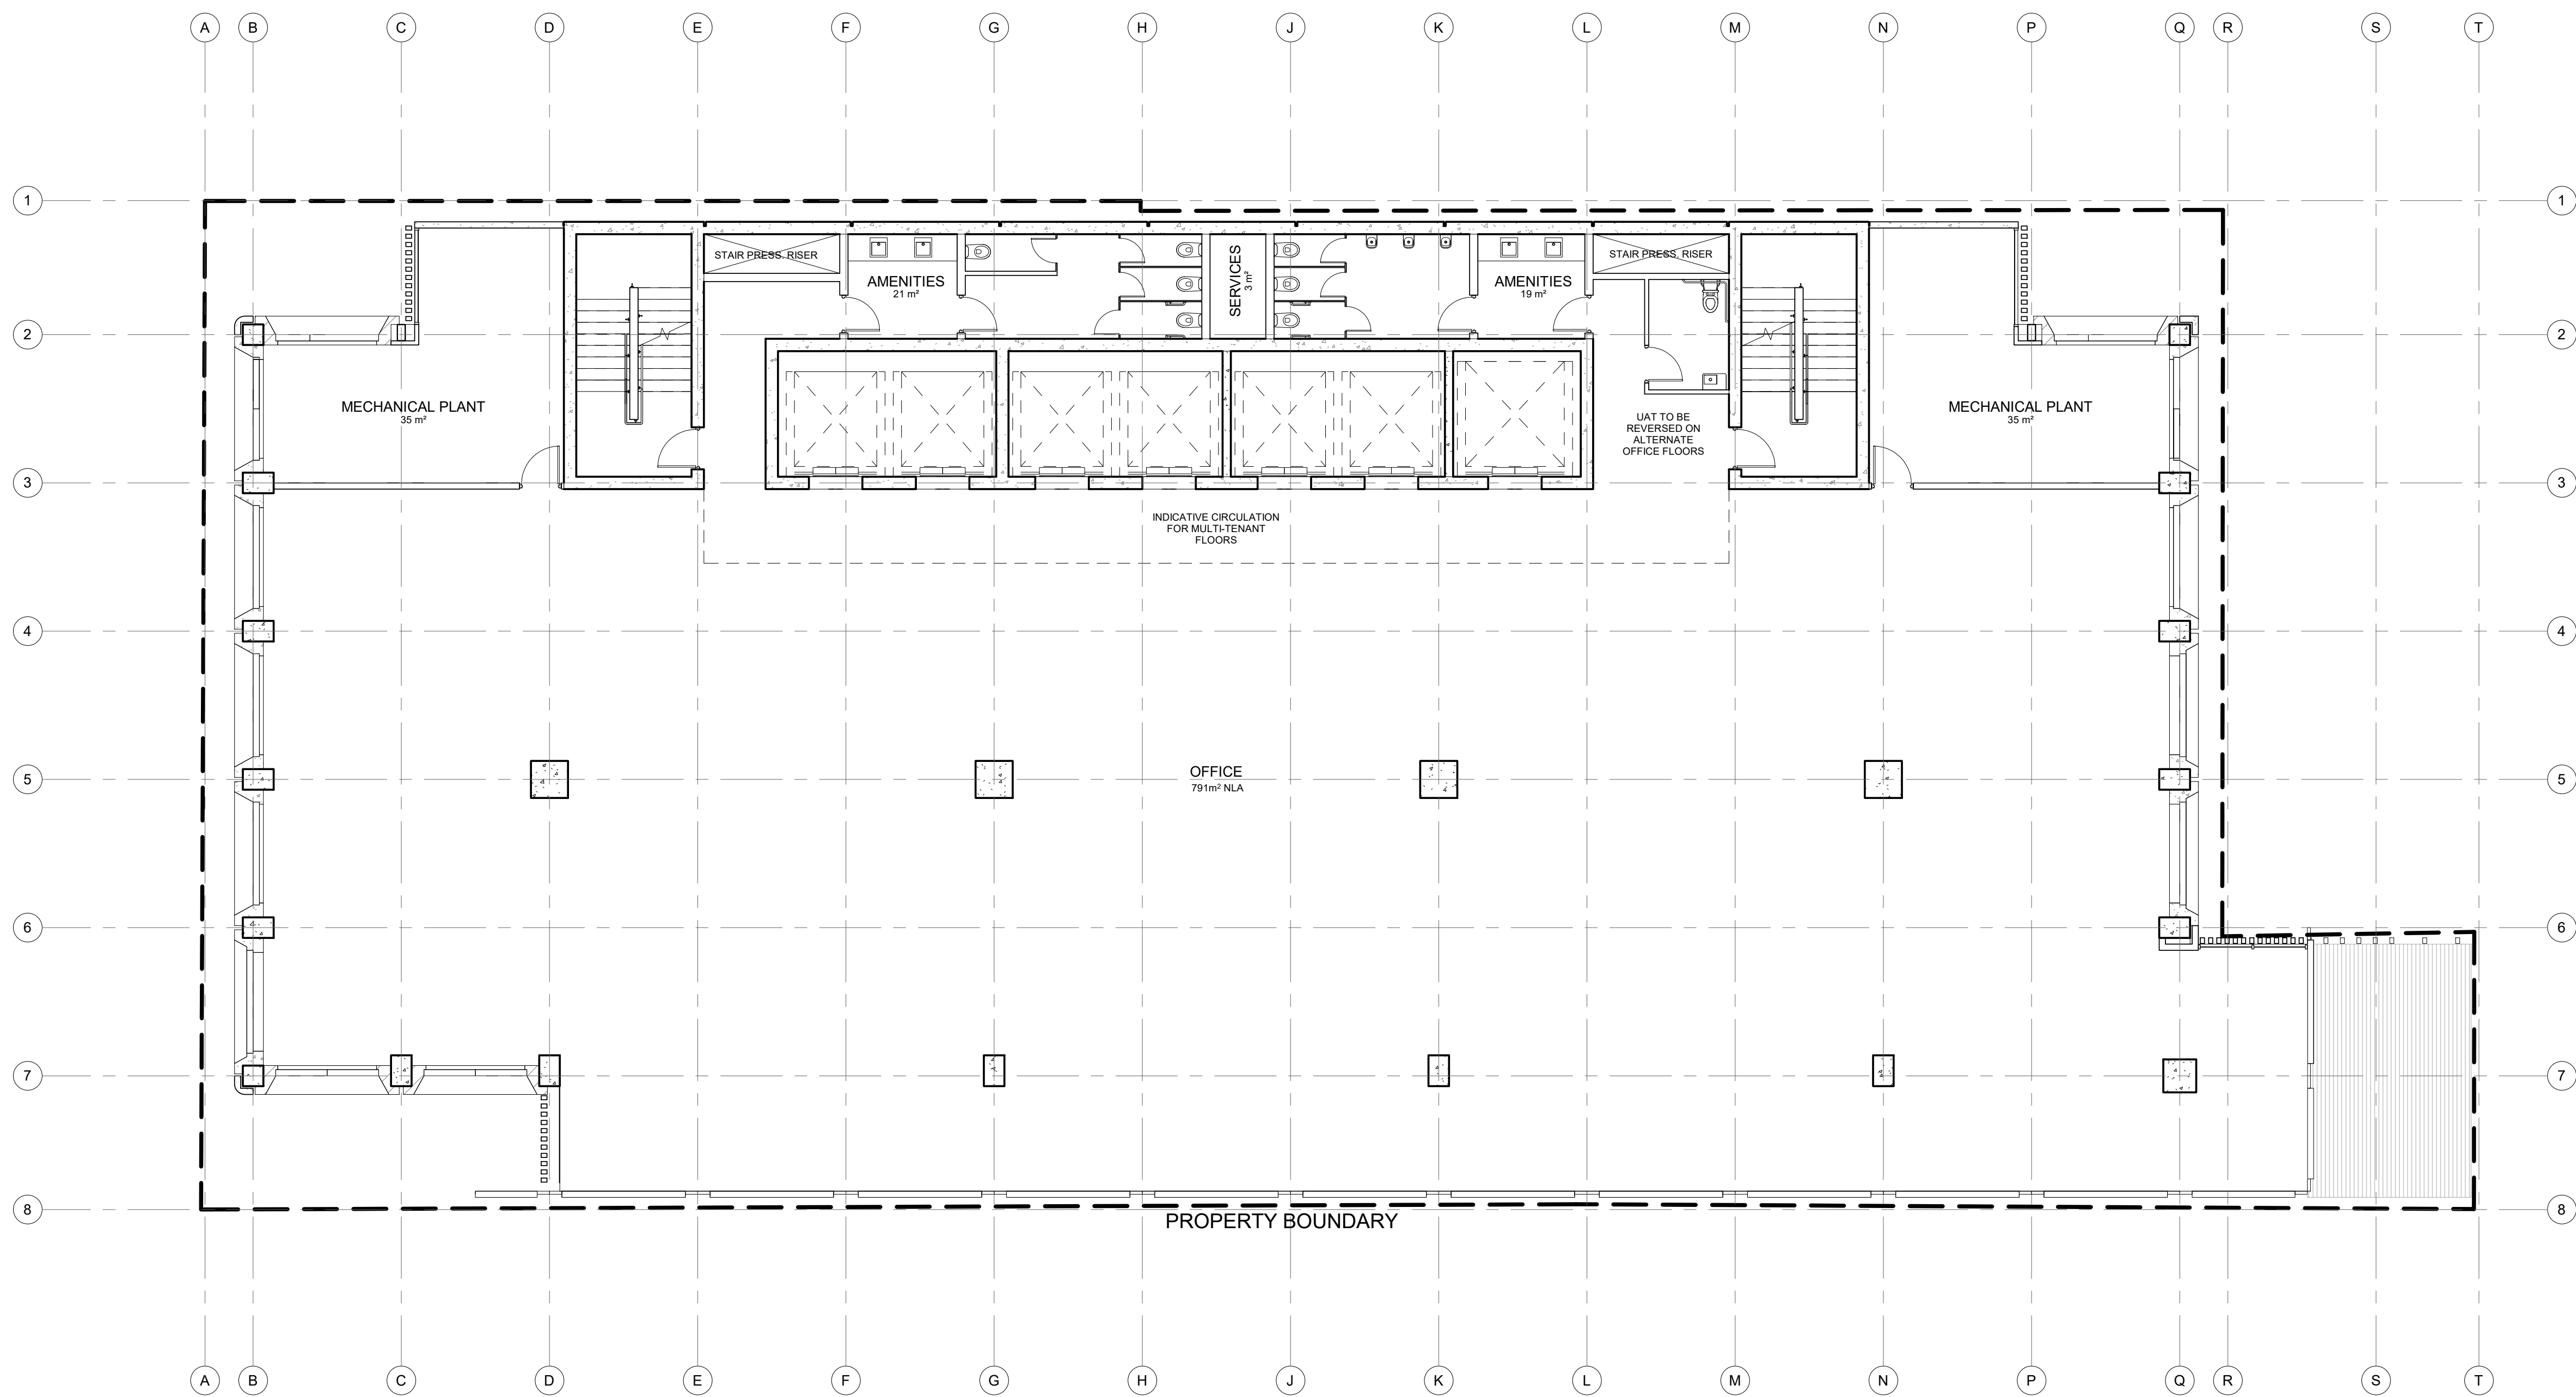 A B C D E F G H J K L M N P Q R S T
1 1
STAIR PRESS. RISER
AMENITIES
21 m²
SERVICES
3 m²
AMENITIES
19 m²
STAIR PRESS. RISER
2 2
MECHANICAL PLANT
35 m²
UAT TO BE
REVERSED ON
ALTERNATE
OFFICE FLOORS
MECHANICAL PLANT
35 m²
3 3
INDICATIVE CIRCULATION
FOR MULTI-TENANT
FLOORS
4 4
OFFICE
791m² NLA
5 5
6 6
7 7
8 8
PROPERTY BOUNDARY
A B C D E F G H J K L M N P Q R S T